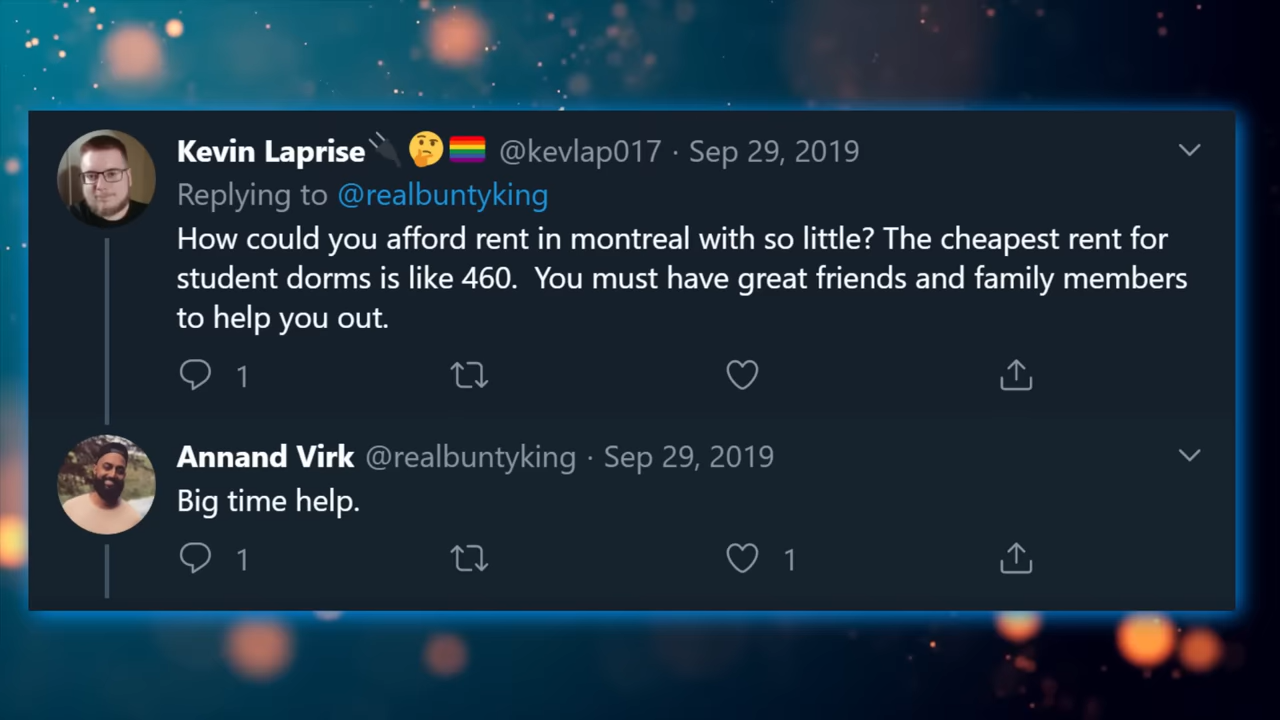 Kevin Laprise🔌🤔🏳️‍🌈 @kevlap017 · Sep 29, 2019
Replying to @realbuntyking
How could you afford rent in montreal with so little? The cheapest rent for
student dorms is like 460.  You must have great friends and family members
to help you out.
1
Annand Virk @realbuntyking · Sep 29, 2019
Big time help.
1 1